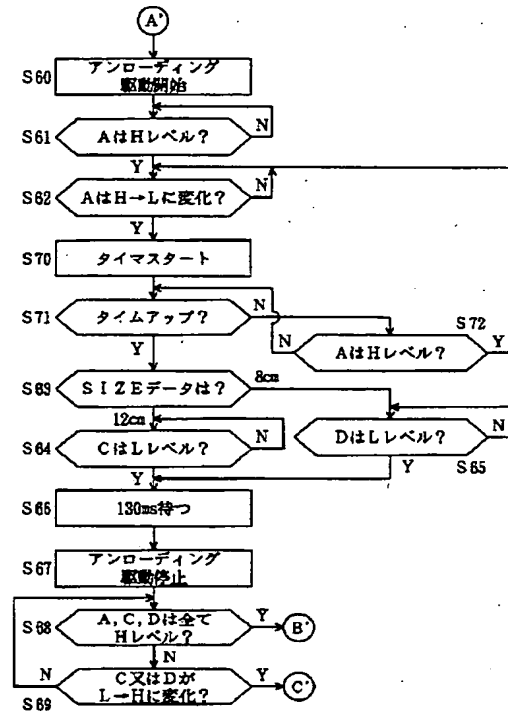 A'
S60
アンローディング
駆動開始
S61
AはHレベル？
N
Y
S62
AはH→Lに変化？
N
Y
S70
タイマスタート
S71
タイムアップ？
N
Y
S72
AはHレベル？
N
Y
S63
SIZEデータは？
8cm
12cm
S64
CはLレベル？
N
Y
DはLレベル？
N
Y
S65
S66
130ms待つ
S67
アンローディング
駆動停止
S68
A，C，Dは全て
Hレベル？
Y
B'
N
S69
C又はDが
L→Hに変化？
N
Y
C'